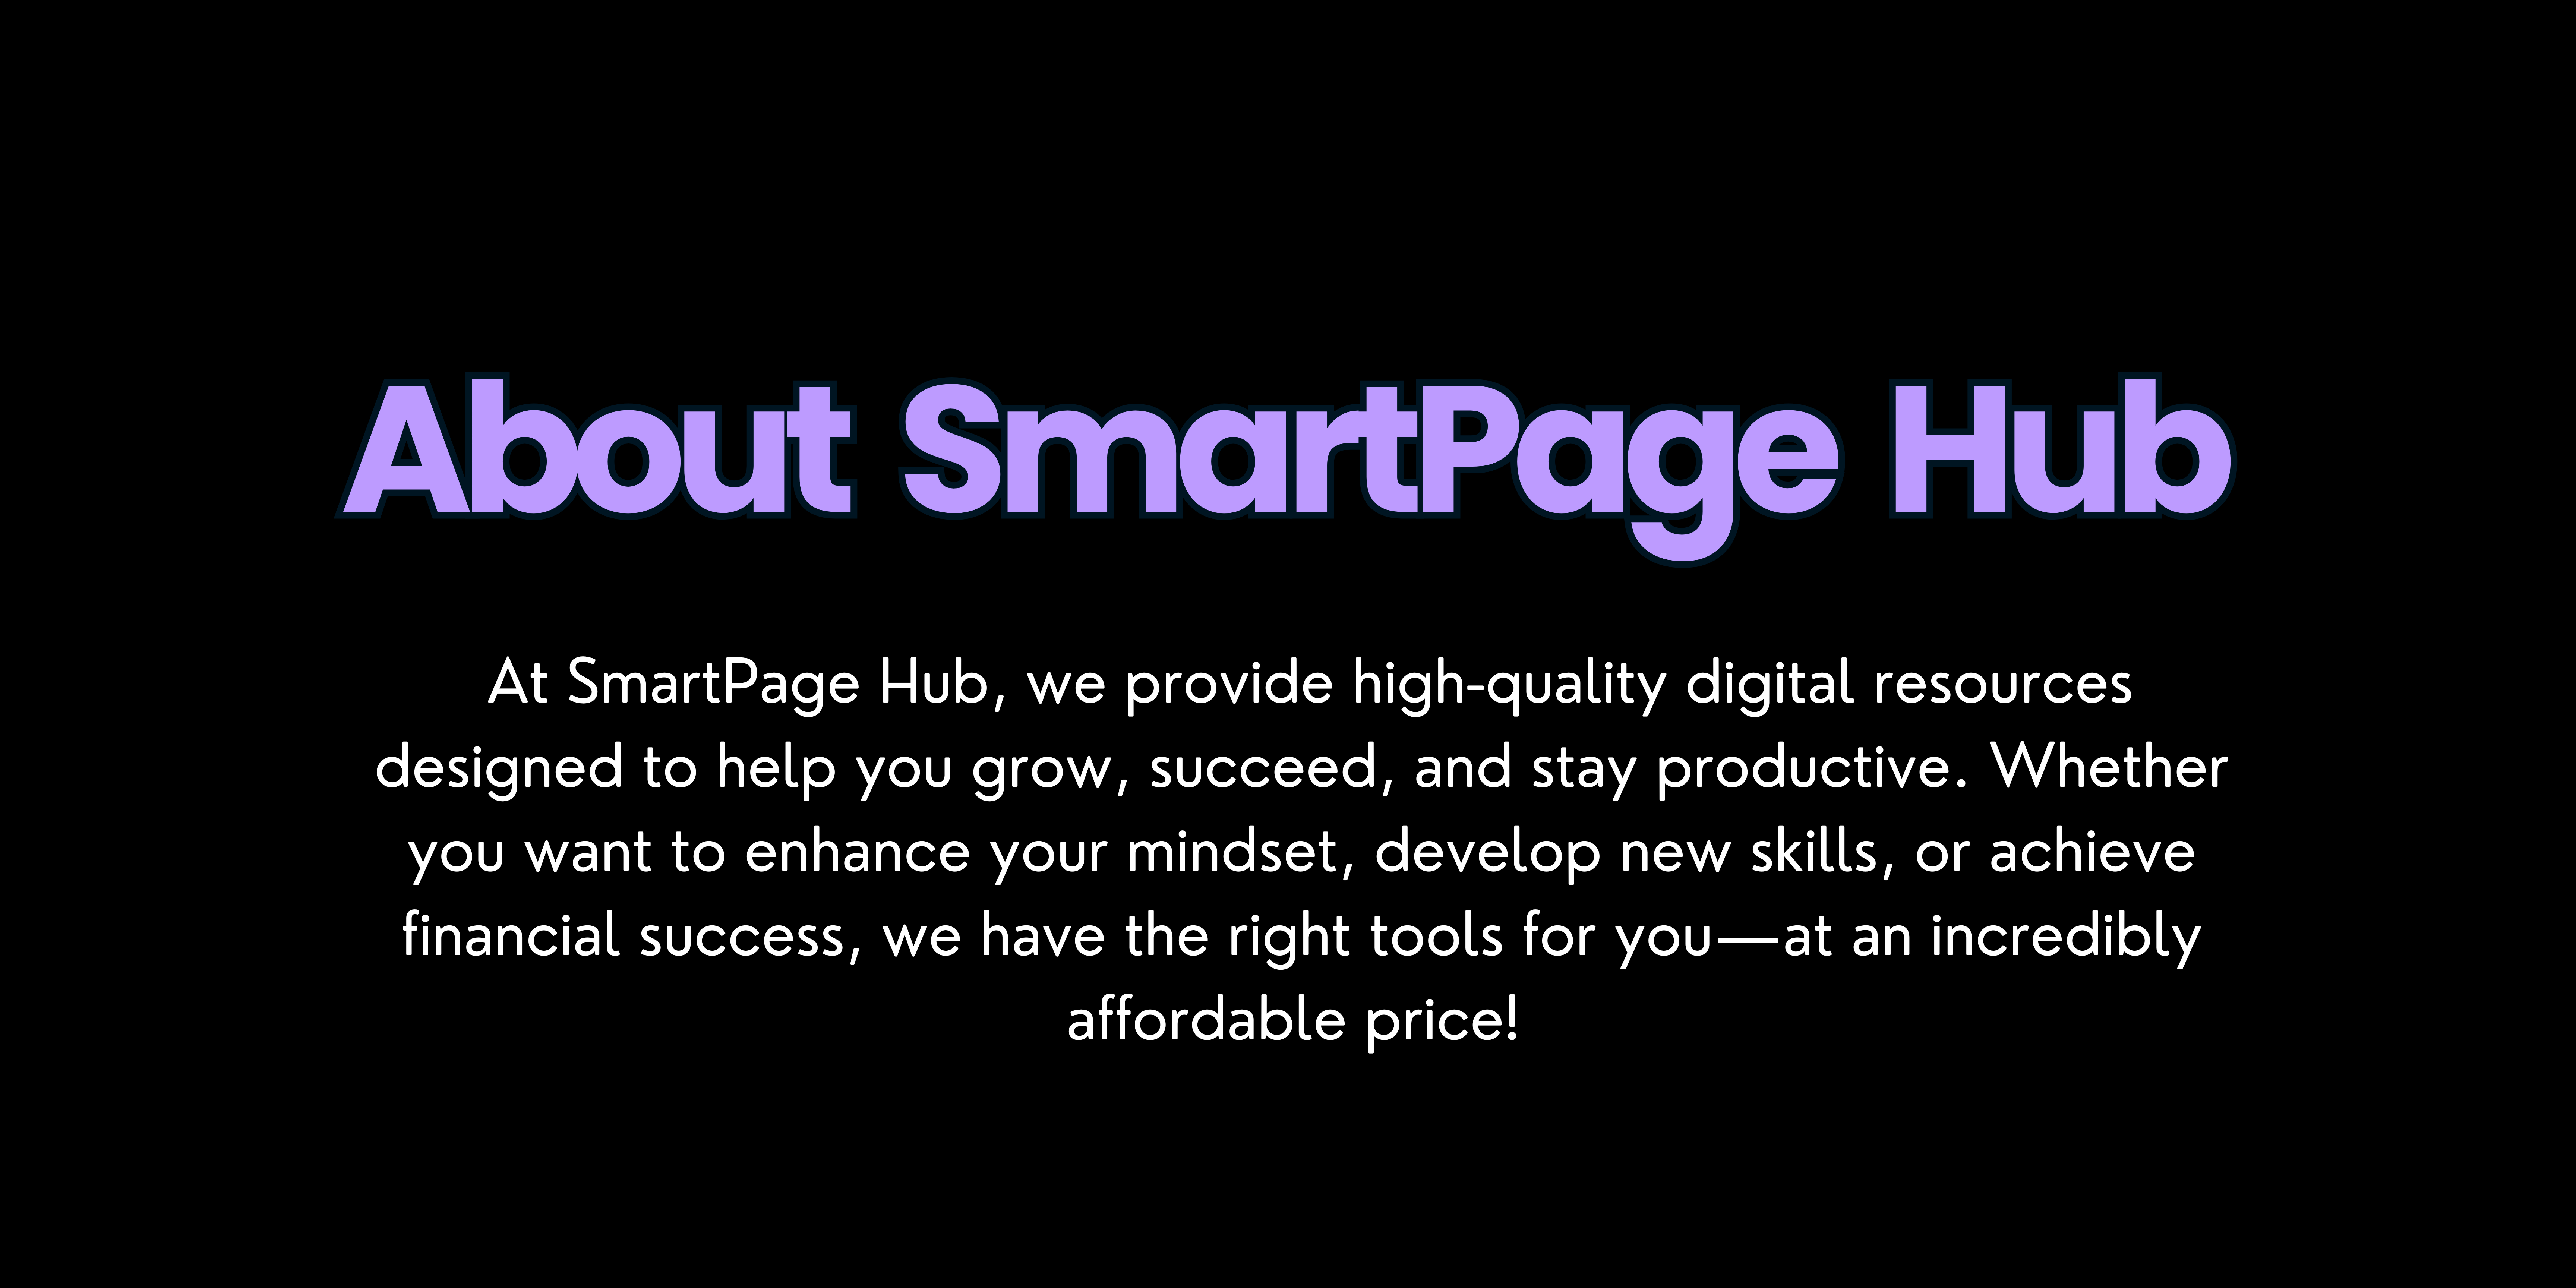 About SmartPage Hub
At SmartPage Hub, we provide high-quality digital resources
designed to help you grow, succeed, and stay productive. Whether
you want to enhance your mindset, develop new skills, or achieve
financial success, we have the right tools for you—at an incredibly
affordable price!